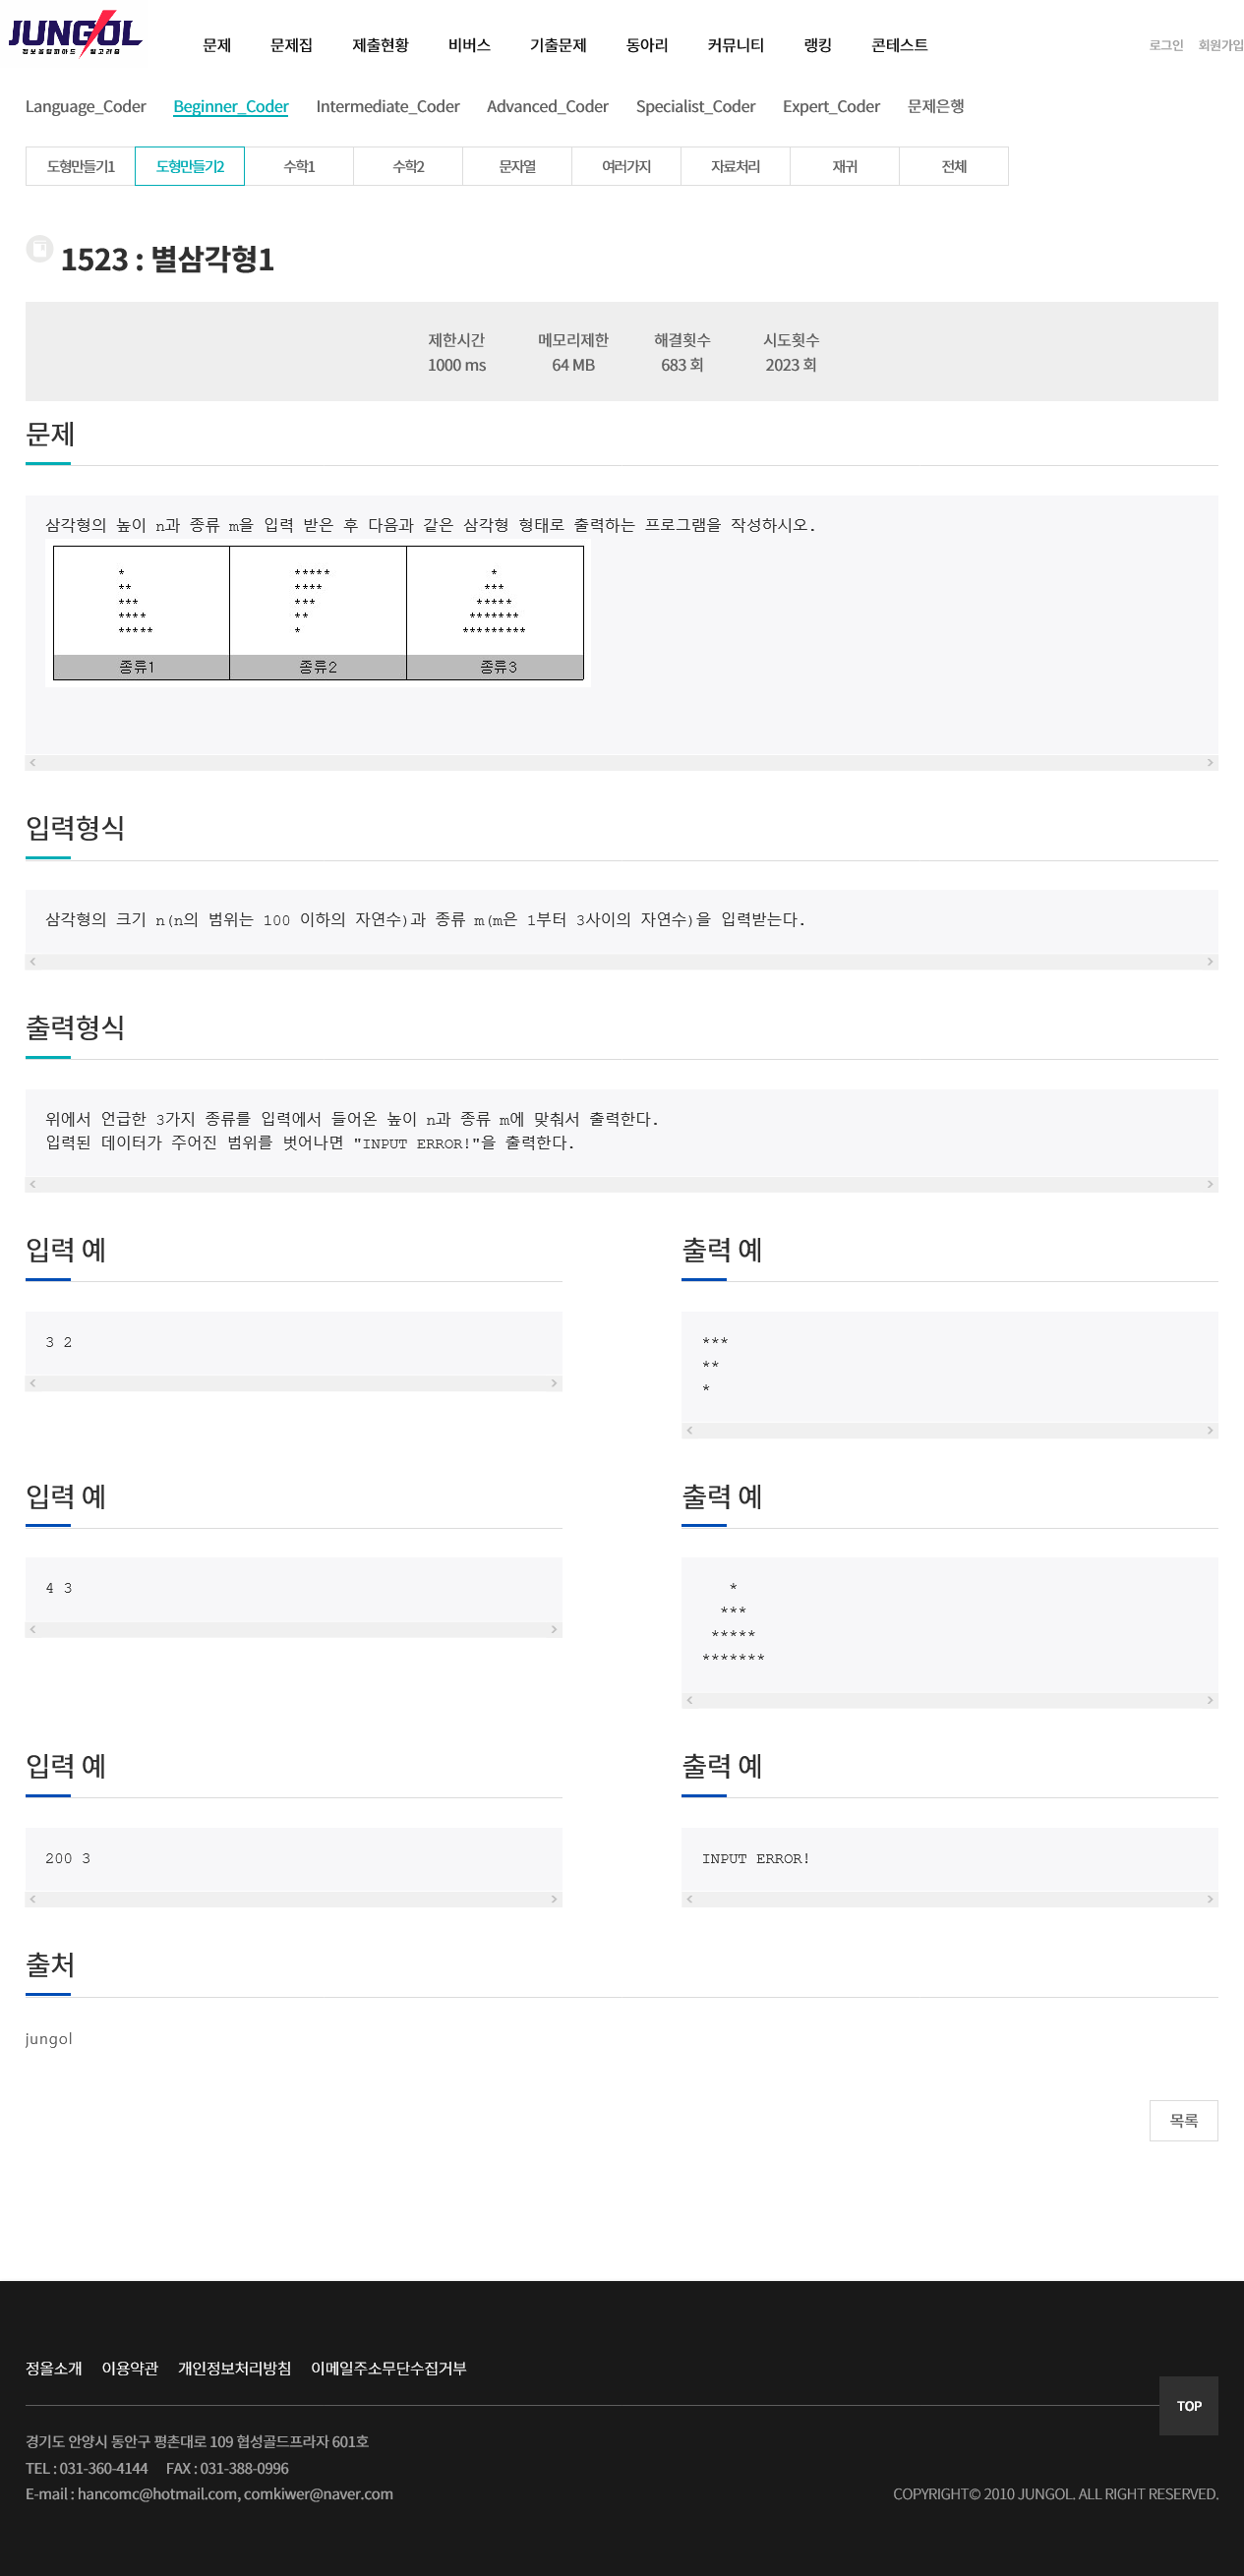 JUNGOL
정보올림피아드 알고리즘
문제 문제집 제출현황 비버스 기출문제 동아리 커뮤니티 랭킹 콘테스트 로그인 회원가입
Language_Coder Beginner_Coder Intermediate_Coder Advanced_Coder Specialist_Coder Expert_Coder 문제은행
도형만들기1 도형만들기2 수학1 수학2 문자열 여러가지 자료처리 재귀 전체
1523 : 별삼각형1
제한시간 메모리제한 해결횟수 시도횟수
1000 ms 64 MB 683 회 2023 회
문제
삼각형의 높이 n과 종류 m을 입력 받은 후 다음과 같은 삼각형 형태로 출력하는 프로그램을 작성하시오.
* ***** *
** **** ***
*** *** *****
**** ** *******
***** * *********
종류1 종류2 종류3
입력형식
삼각형의 크기 n(n의 범위는 100 이하의 자연수)과 종류 m(m은 1부터 3사이의 자연수)을 입력받는다.
출력형식
위에서 언급한 3가지 종류를 입력에서 들어온 높이 n과 종류 m에 맞춰서 출력한다.
입력된 데이터가 주어진 범위를 벗어나면 "INPUT ERROR!"을 출력한다.
입력 예
3 2
출력 예
***
**
*
입력 예
4 3
출력 예
   *
  ***
 *****
*******
입력 예
200 3
출력 예
INPUT ERROR!
출처
jungol
목록
정올소개 이용약관 개인정보처리방침 이메일주소무단수집거부
TOP
경기도 안양시 동안구 평촌대로 109 협성골드프라자 601호
TEL : 031-360-4144 FAX : 031-388-0996
E-mail : hancomc@hotmail.com, comkiwer@naver.com
COPYRIGHT© 2010 JUNGOL. ALL RIGHT RESERVED.